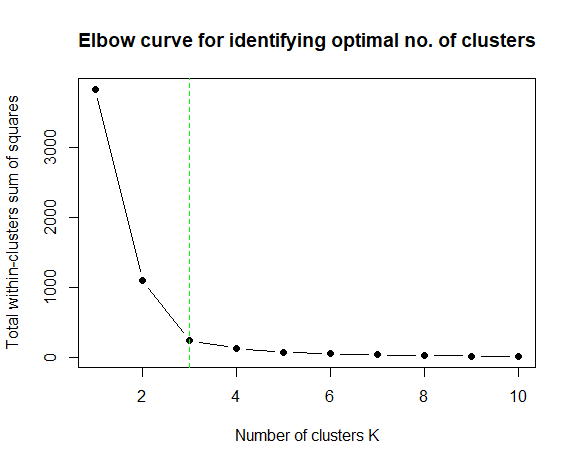 Elbow curve for identifying optimal no. of clusters
Total within-clusters sum of squares
3000
2000
1000
0
2 4 6 8 10
Number of clusters K